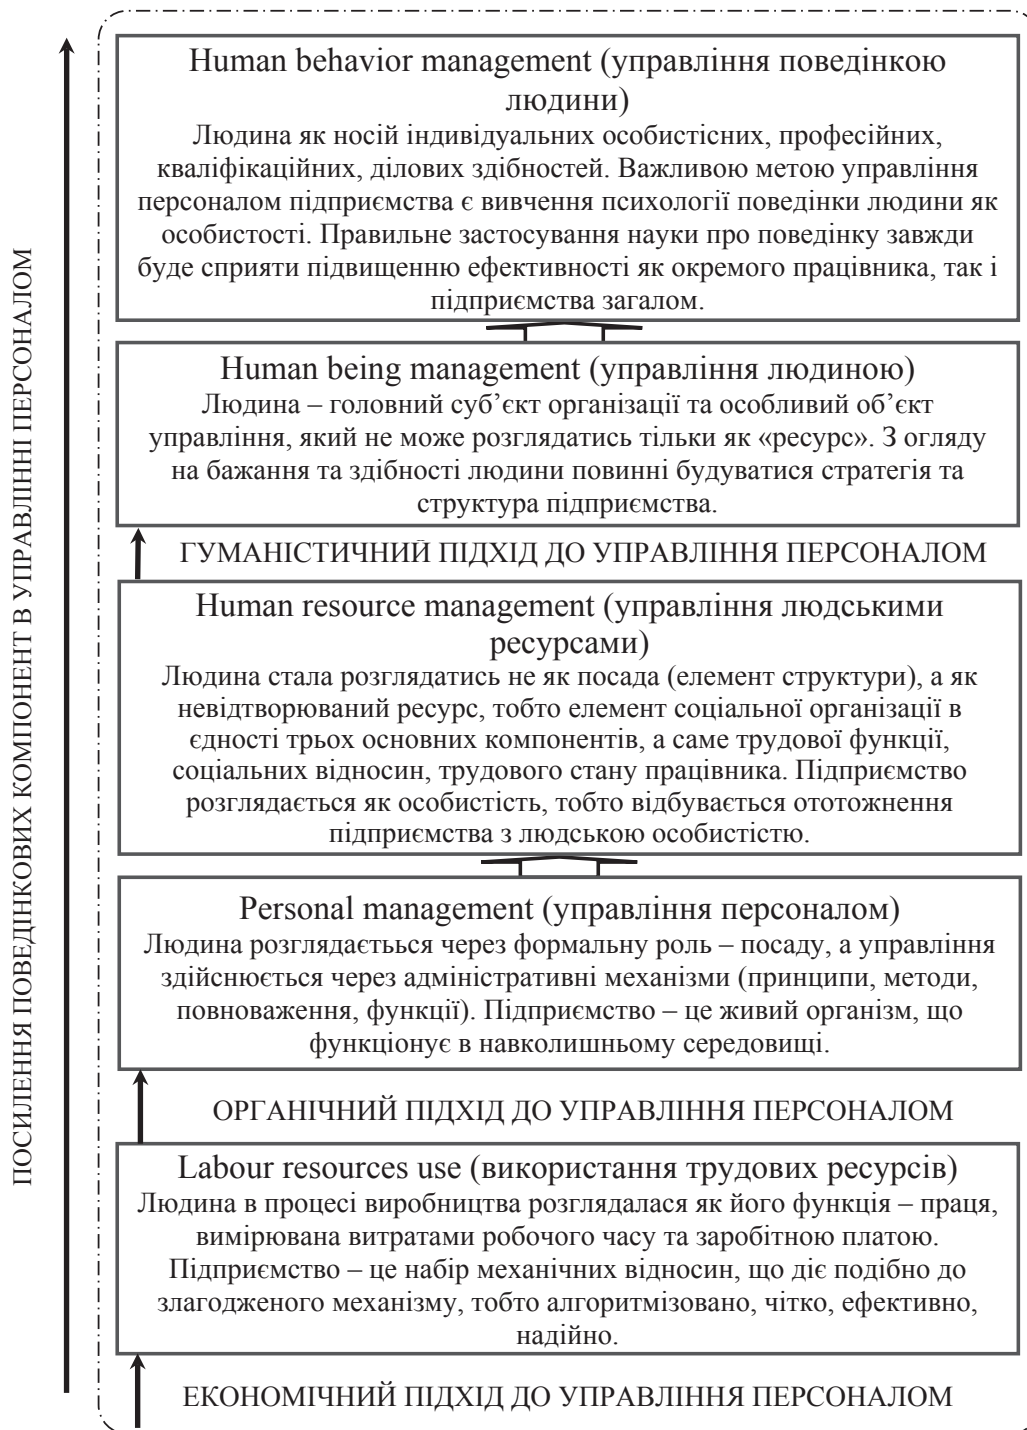 ПОСИЛЕННЯ ПОВЕДІНКОВИХ КОМПОНЕНТ В УПРАВЛІННІ ПЕРСОНАЛОМ
Human behavior management (управління поведінкою
людини)
Людина як носій індивідуальних особистісних, професійних,
кваліфікаційних, ділових здібностей. Важливою метою управління
персоналом підприємства є вивчення психології поведінки людини як
особистості. Правильне застосування науки про поведінку завжди
буде сприяти підвищенню ефективності як окремого працівника, так і
підприємства загалом.
Human being management (управління людиною)
Людина – головний суб’єкт організації та особливий об’єкт
управління, який не може розглядатись тільки як «ресурс». З огляду
на бажання та здібності людини повинні будуватися стратегія та
структура підприємства.
ГУМАНІСТИЧНИЙ ПІДХІД ДО УПРАВЛІННЯ ПЕРСОНАЛОМ
Human resource management (управління людськими
ресурсами)
Людина стала розглядатись не як посада (елемент структури), а як
невідтворюваний ресурс, тобто елемент соціальної організації в
єдності трьох основних компонентів, а саме трудової функції,
соціальних відносин, трудового стану працівника. Підприємство
розглядається як особистість, тобто відбувається ототожнення
підприємства з людською особистістю.
Personal management (управління персоналом)
Людина розглядаєтьься через формальну роль – посаду, а управління
здійснюється через адміністративні механізми (принципи, методи,
повноваження, функції). Підприємство – це живий організм, що
функціонує в навколишньому середовищі.
ОРГАНІЧНИЙ ПІДХІД ДО УПРАВЛІННЯ ПЕРСОНАЛОМ
Labour resources use (використання трудових ресурсів)
Людина в процесі виробництва розглядалася як його функція – праця,
вимірювана витратами робочого часу та заробітною платою.
Підприємство – це набір механічних відносин, що діє подібно до
злагодженого механізму, тобто алгоритмізовано, чітко, ефективно,
надійно.
ЕКОНОМІЧНИЙ ПІДХІД ДО УПРАВЛІННЯ ПЕРСОНАЛОМ